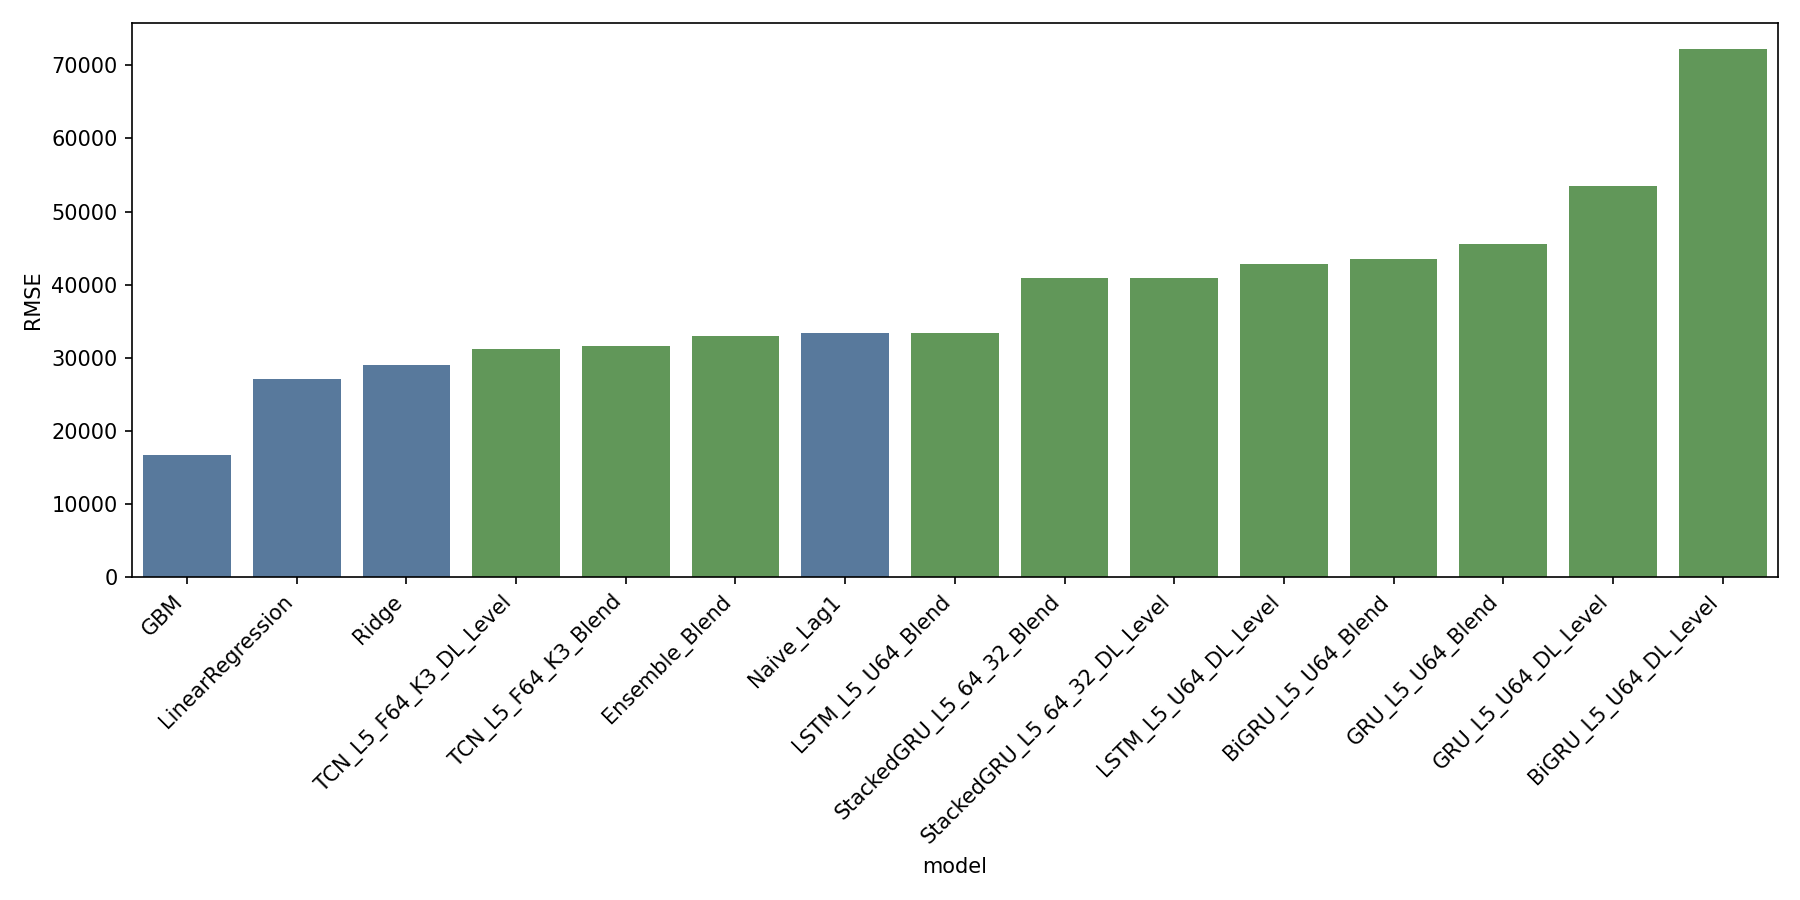 RMSE
70000
60000
50000
40000
30000
20000
10000
0
GBM
LinearRegression
Ridge
TCN_L5_F64_K3_DL_Level
TCN_L5_F64_K3_Blend
Ensemble_Blend
Naive_Lag1
LSTM_L5_U64_Blend
StackedGRU_L5_64_32_Blend
StackedGRU_L5_64_32_DL_Level
LSTM_L5_U64_DL_Level
BiGRU_L5_U64_Blend
GRU_L5_U64_Blend
GRU_L5_U64_DL_Level
BiGRU_L5_U64_DL_Level
model